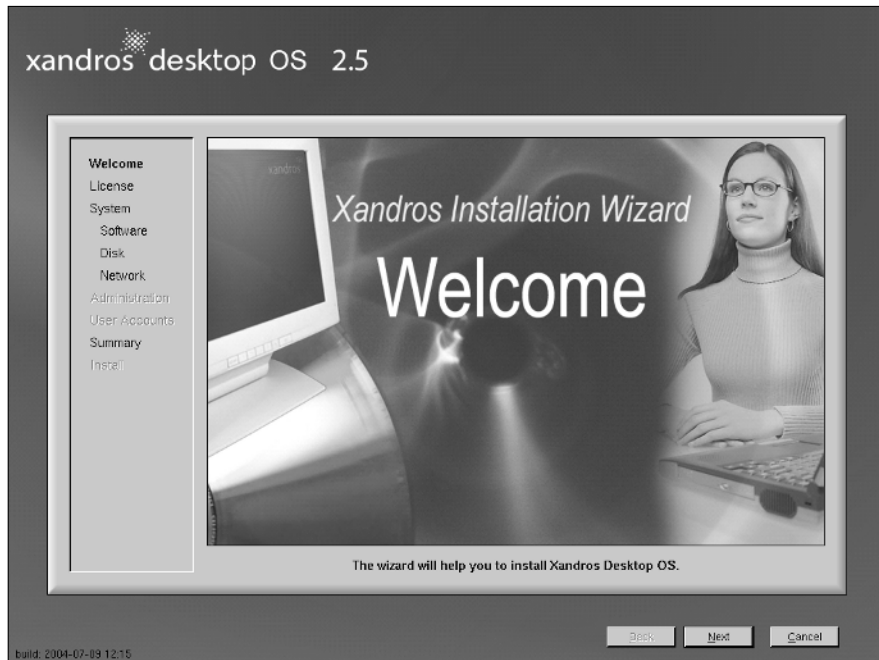 xandros desktop OS 2.5
Welcome
License
System
Software
Disk
Network
Administration
User Accounts
Summary
Install
xandros
Xandros Installation Wizard
Welcome
The wizard will help you to install Xandros Desktop OS.
Back
Next
Cancel
build: 2004-07-09 12:15